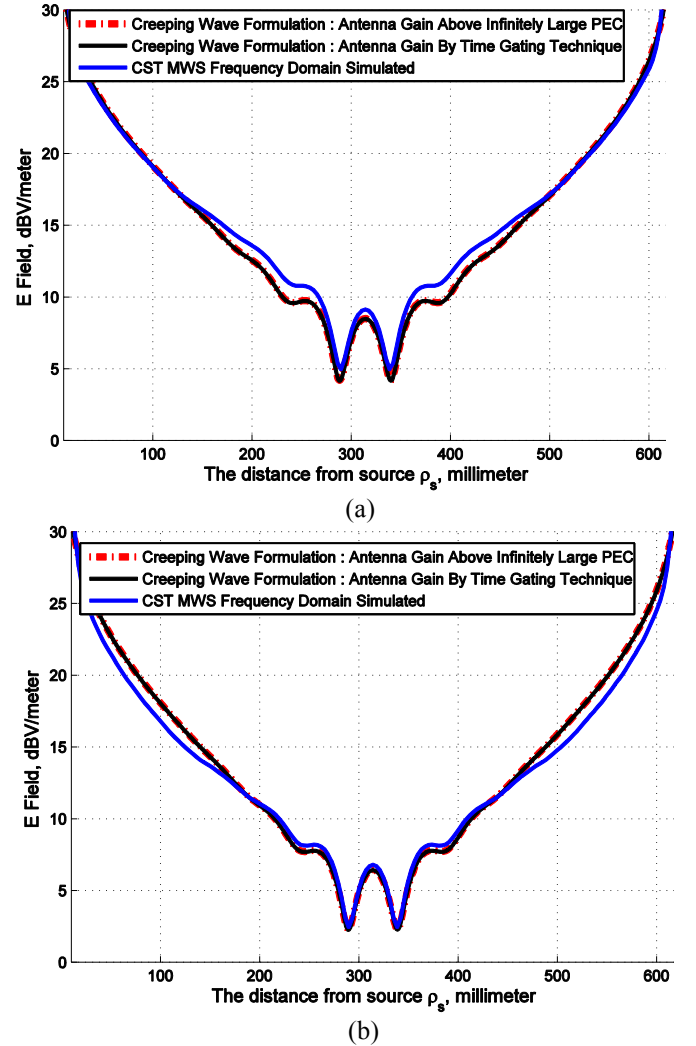 30
Creeping Wave Formulation : Antenna Gain Above Infinitely Large PEC
Creeping Wave Formulation : Antenna Gain By Time Gating Technique
CST MWS Frequency Domain Simulated
25
20
15
10
5
0
E Field, dBV/meter
100 200 300 400 500 600
The distance from source ρs, millimeter
(a)
30
Creeping Wave Formulation : Antenna Gain Above Infinitely Large PEC
Creeping Wave Formulation : Antenna Gain By Time Gating Technique
CST MWS Frequency Domain Simulated
25
20
15
10
5
0
E Field, dBV/meter
100 200 300 400 500 600
The distance from source ρs, millimeter
(b)